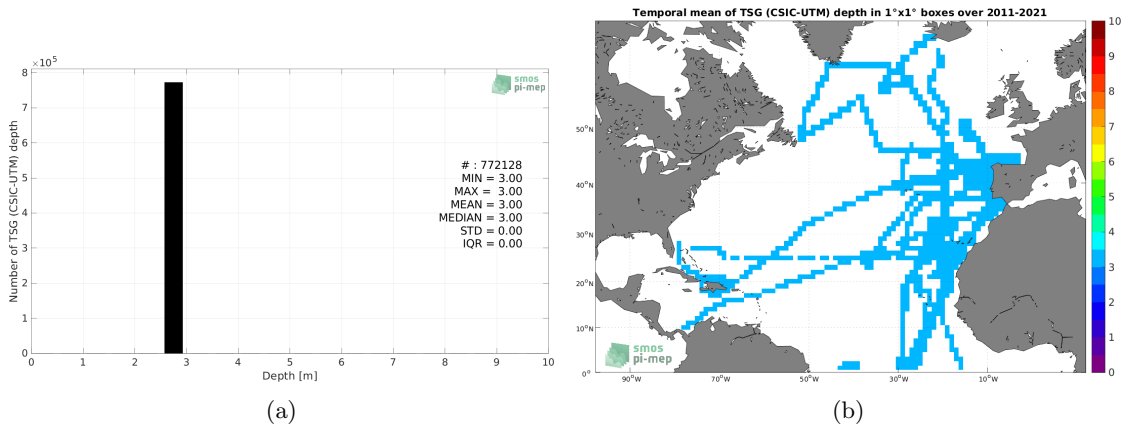 ×10⁵
8
7
6
5
4
3
2
1
0
Number of TSG (CSIC-UTM) depth
smos
pi-mep
# : 772128
MIN = 3.00
MAX = 3.00
MEAN = 3.00
MEDIAN = 3.00
STD = 0.00
IQR = 0.00
0 1 2 3 4 5 6 7 8 9 10
Depth [m]
(a)
Temporal mean of TSG (CSIC-UTM) depth in 1°x1° boxes over 2011-2021
50°N
40°N
30°N
20°N
10°N
0°
90°W 70°W 50°W 30°W 10°W
smos
pi-mep
10
9
8
7
6
5
4
3
2
1
0
(b)